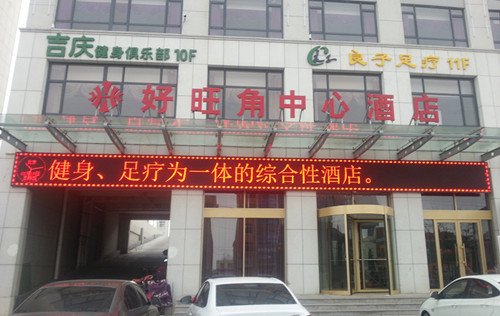 吉庆健身俱乐部 10F
良子足疗 11F
好旺角中心酒店
健身、足疗为一体的综合性酒店。